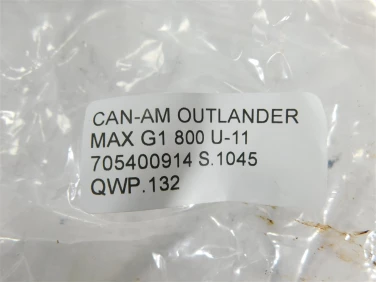 CAN-AM OUTLANDER
MAX G1 800 U-11
705400914 S.1045
QWP.132